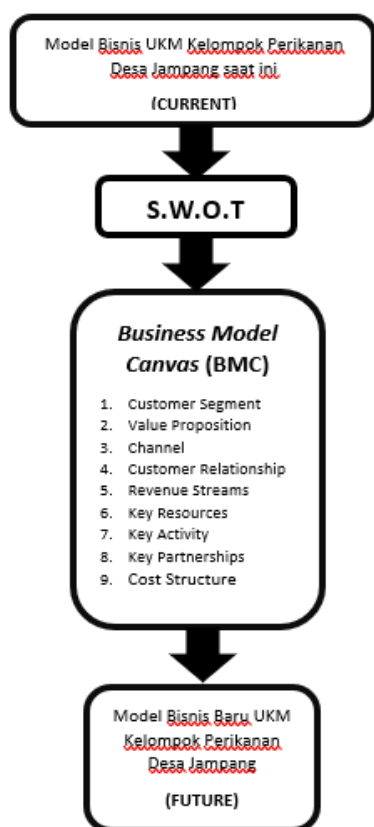 Model Bisnis UKM Kelompok Perikanan
Desa Jampang saat ini
(CURRENT)
S.W.O.T
Business Model
Canvas (BMC)
1. Customer Segment
2. Value Proposition
3. Channel
4. Customer Relationship
5. Revenue Streams
6. Key Resources
7. Key Activity
8. Key Partnerships
9. Cost Structure
Model Bisnis Baru UKM
Kelompok Perikanan
Desa Jampang
(FUTURE)